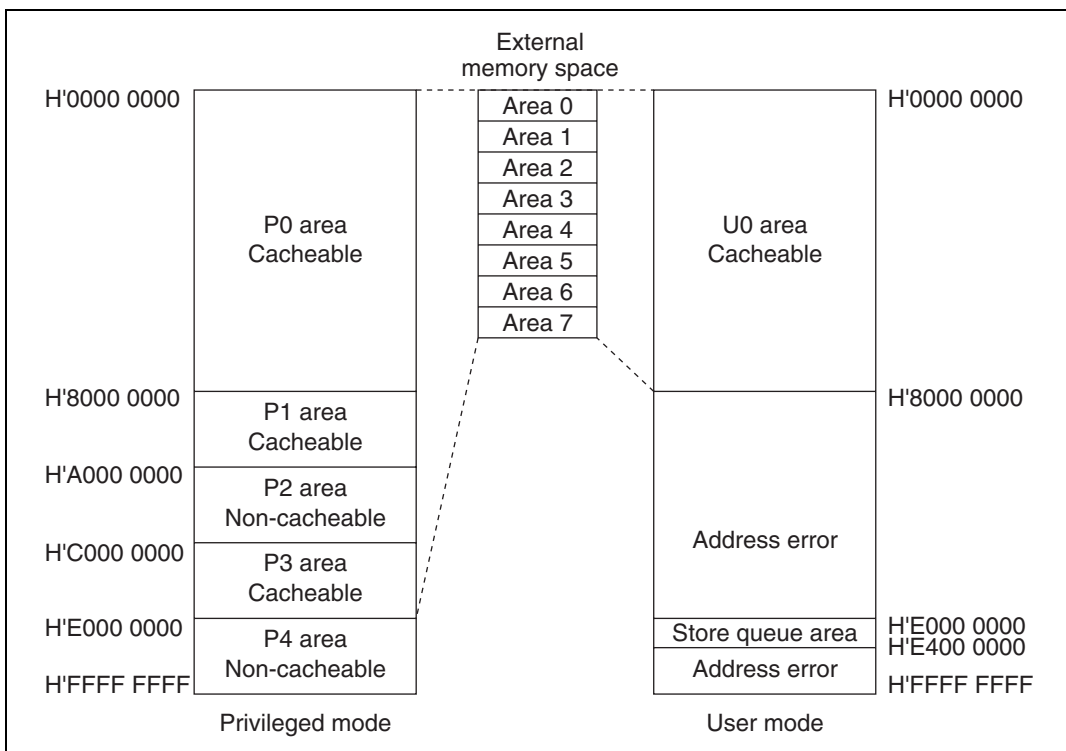 External
memory space
H'0000 0000
P0 area
Cacheable
H'8000 0000
P1 area
Cacheable
H'A000 0000
P2 area
Non-cacheable
H'C000 0000
P3 area
Cacheable
H'E000 0000
P4 area
Non-cacheable
H'FFFF FFFF
Privileged mode
Area 0
Area 1
Area 2
Area 3
Area 4
Area 5
Area 6
Area 7
H'0000 0000
U0 area
Cacheable
H'8000 0000
Address error
H'E000 0000
Store queue area
H'E400 0000
Address error
H'FFFF FFFF
User mode